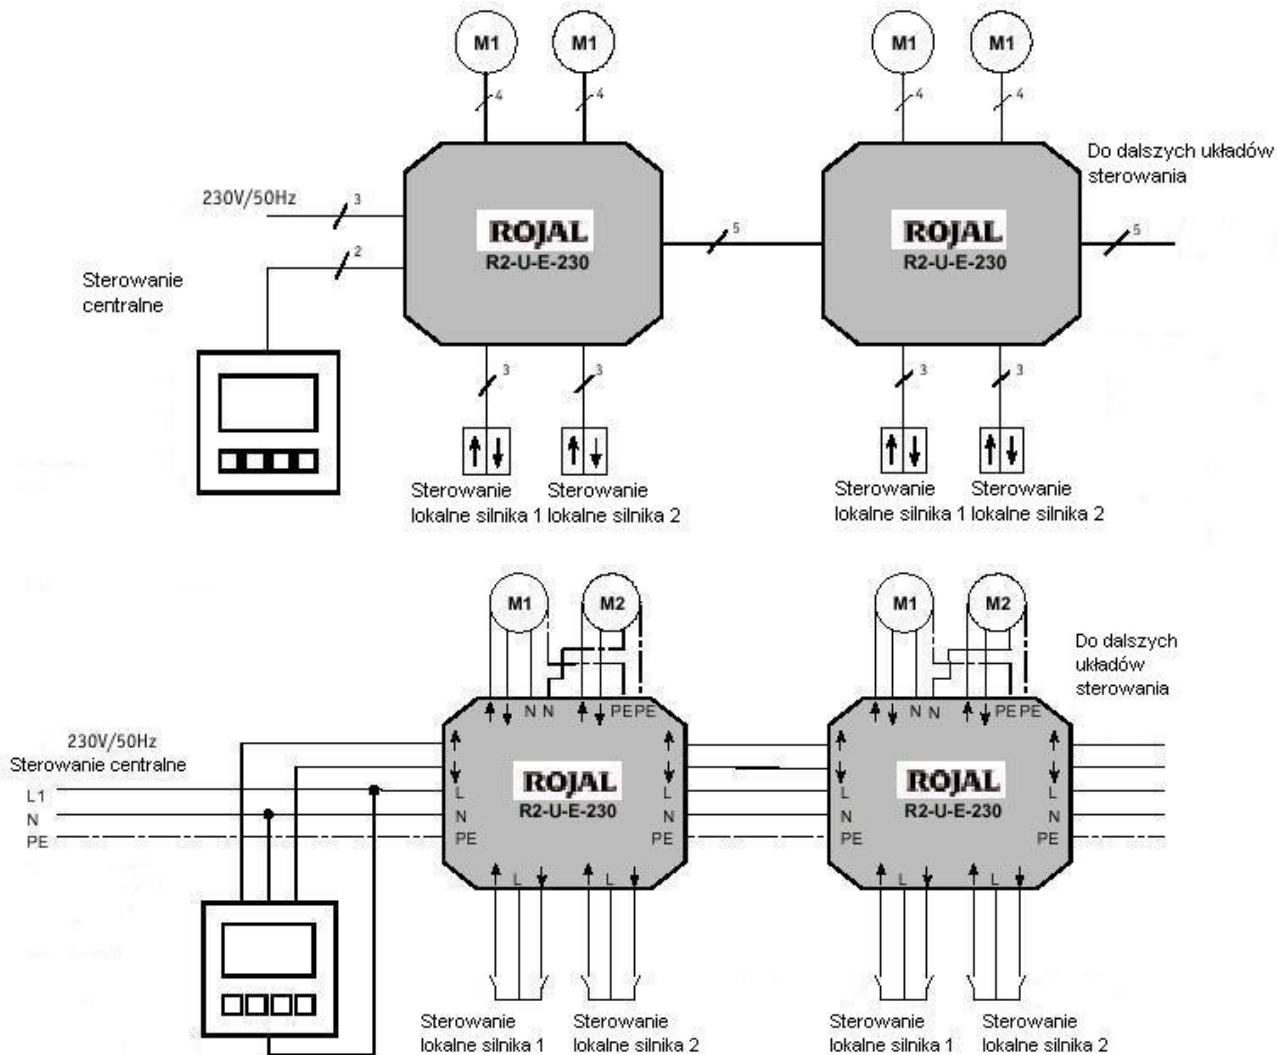 M1 M1 M1 M1
4 4 4 4
Do dalszych układów
sterowania
230V/50Hz 3
ROJAL
R2-U-E-230
5
ROJAL
R2-U-E-230
5
2
Sterowanie
centralne
3 3 3 3
Sterowanie
lokalne silnika 1
Sterowanie
lokalne silnika 2
Sterowanie
lokalne silnika 1
Sterowanie
lokalne silnika 2
M1 M2 M1 M2
Do dalszych
układów
sterowania
N N PE PE N N PE PE
230V/50Hz
Sterowanie centralne
ROJAL
R2-U-E-230
ROJAL
R2-U-E-230
L1 L L L L
N N N N N
PE PE PE PE PE
L L L L
Sterowanie
lokalne silnika 1
Sterowanie
lokalne silnika 2
Sterowanie
lokalne silnika 1
Sterowanie
lokalne silnika 2